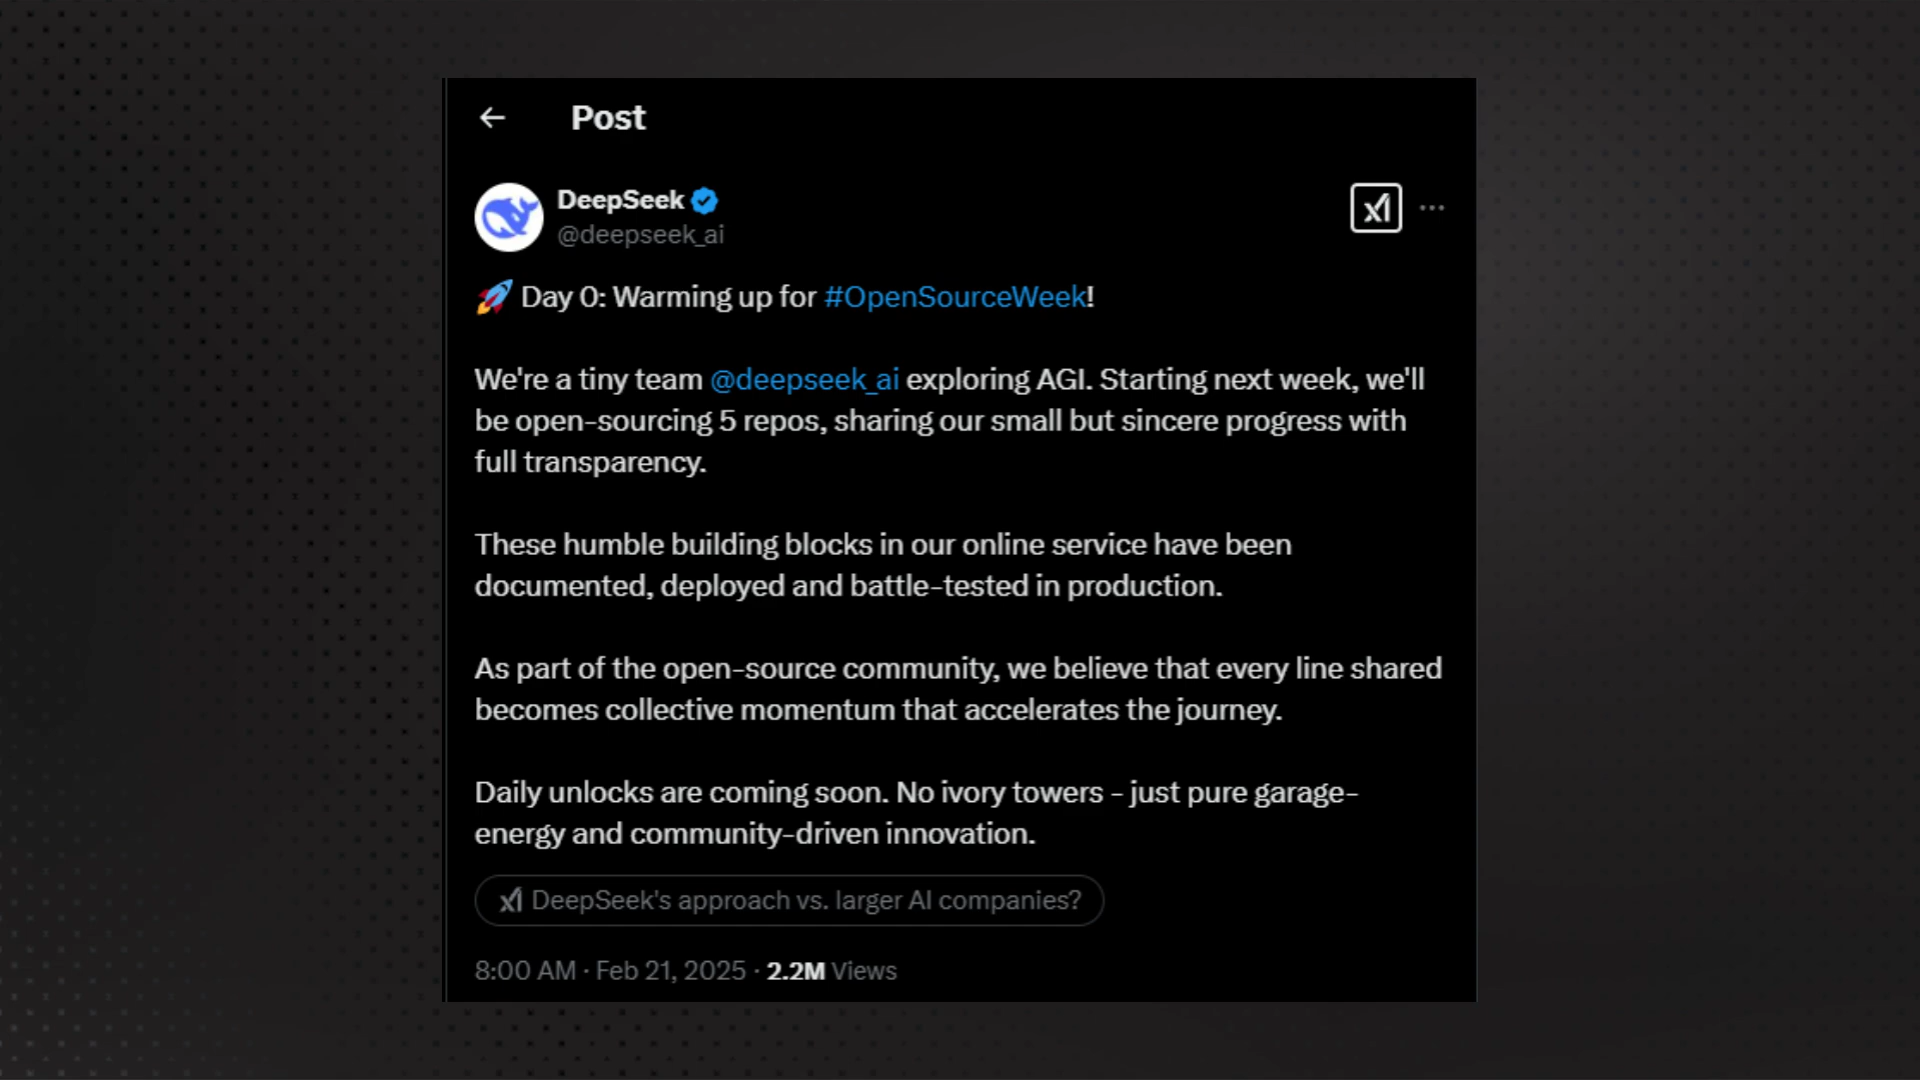 Post
DeepSeek
@deepseek_ai
🚀 Day 0: Warming up for #OpenSourceWeek!
We're a tiny team @deepseek_ai exploring AGI. Starting next week, we'll
be open-sourcing 5 repos, sharing our small but sincere progress with
full transparency.
These humble building blocks in our online service have been
documented, deployed and battle-tested in production.
As part of the open-source community, we believe that every line shared
becomes collective momentum that accelerates the journey.
Daily unlocks are coming soon. No ivory towers - just pure garage-
energy and community-driven innovation.
DeepSeek's approach vs. larger AI companies?
8:00 AM · Feb 21, 2025 · 2.2M Views